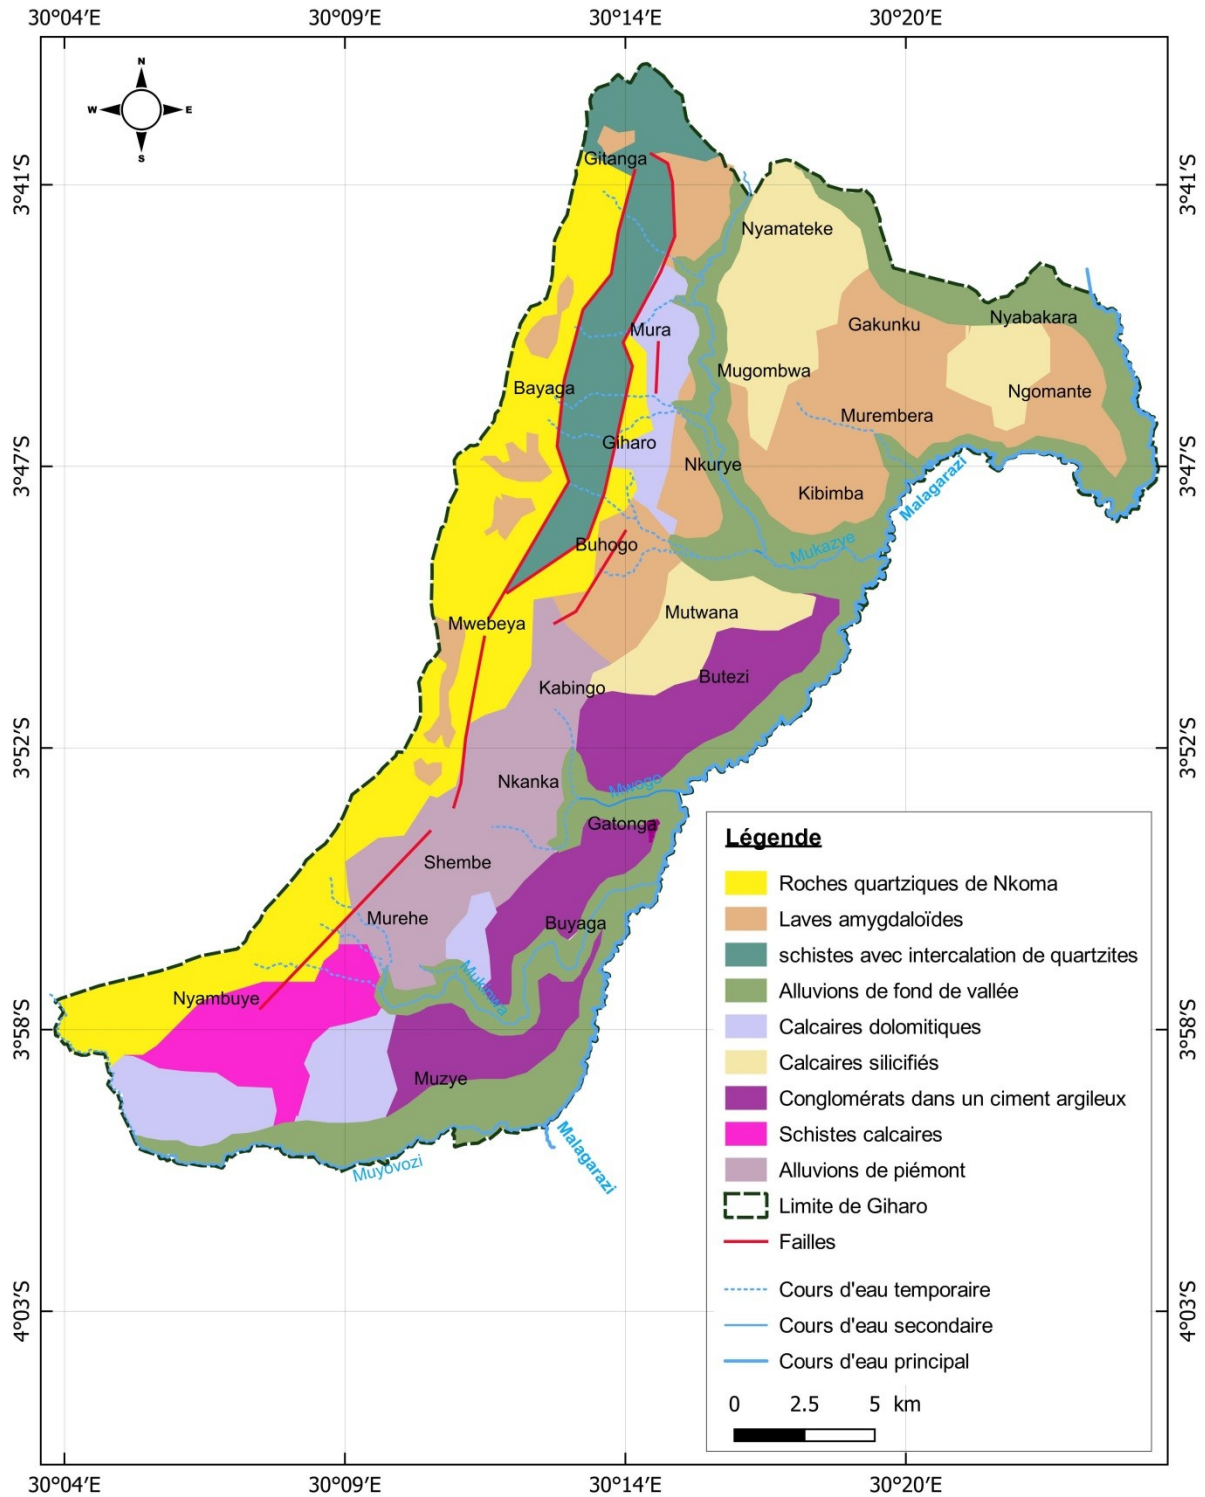 30°04′E 30°09′E 30°14′E 30°20′E
N
W E
S
3°41′S 3°41′S
3°47′S 3°47′S
3°52′S 3°52′S
3°58′S 3°58′S
4°03′S 4°03′S
Gitanga
Nyamateke
Nyabakara
Gakunku
Mura
Mugombwa
Bayaga
Ngomante
Murembera
Giharo
Nkurye
Kibimba
Malagarazi
Buhogo
Mukazye
Mwebeya
Mutwana
Butezi
Kabingo
Nkanka
Mwogo
Gatonga
Shembe
Murehe
Buyaga
Nyambuye
Muzye
Malagarazi
Muyovozi
Légende
Roches quartziques de Nkoma
Laves amygdaloïdes
schistes avec intercalation de quartzites
Alluvions de fond de vallée
Calcaires dolomitiques
Calcaires silicifiés
Conglomérats dans un ciment argileux
Schistes calcaires
Alluvions de piémont
Limite de Giharo
Failles
Cours d'eau temporaire
Cours d'eau secondaire
Cours d'eau principal
0 2.5 5 km
30°04′E 30°09′E 30°14′E 30°20′E